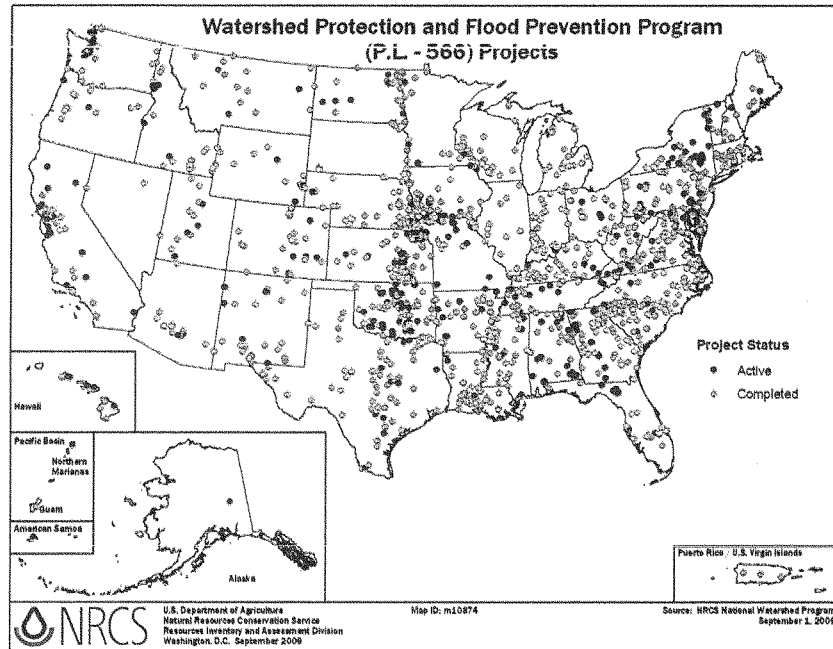 Watershed Protection and Flood Prevention Program
(P.L. - 566) Projects
Project Status
Active
Completed
Hawaii
Pacific Basin
Northern
Marianas
Guam
American Samoa
Alaska
Puerto Rico / U.S. Virgin Islands
NRCS
U.S. Department of Agriculture
Natural Resources Conservation Service
Resources Inventory and Assessment Division
Washington, D.C. September 2009
Map ID: m10874
Source: NRCS National Watershed Program
September 1, 2009